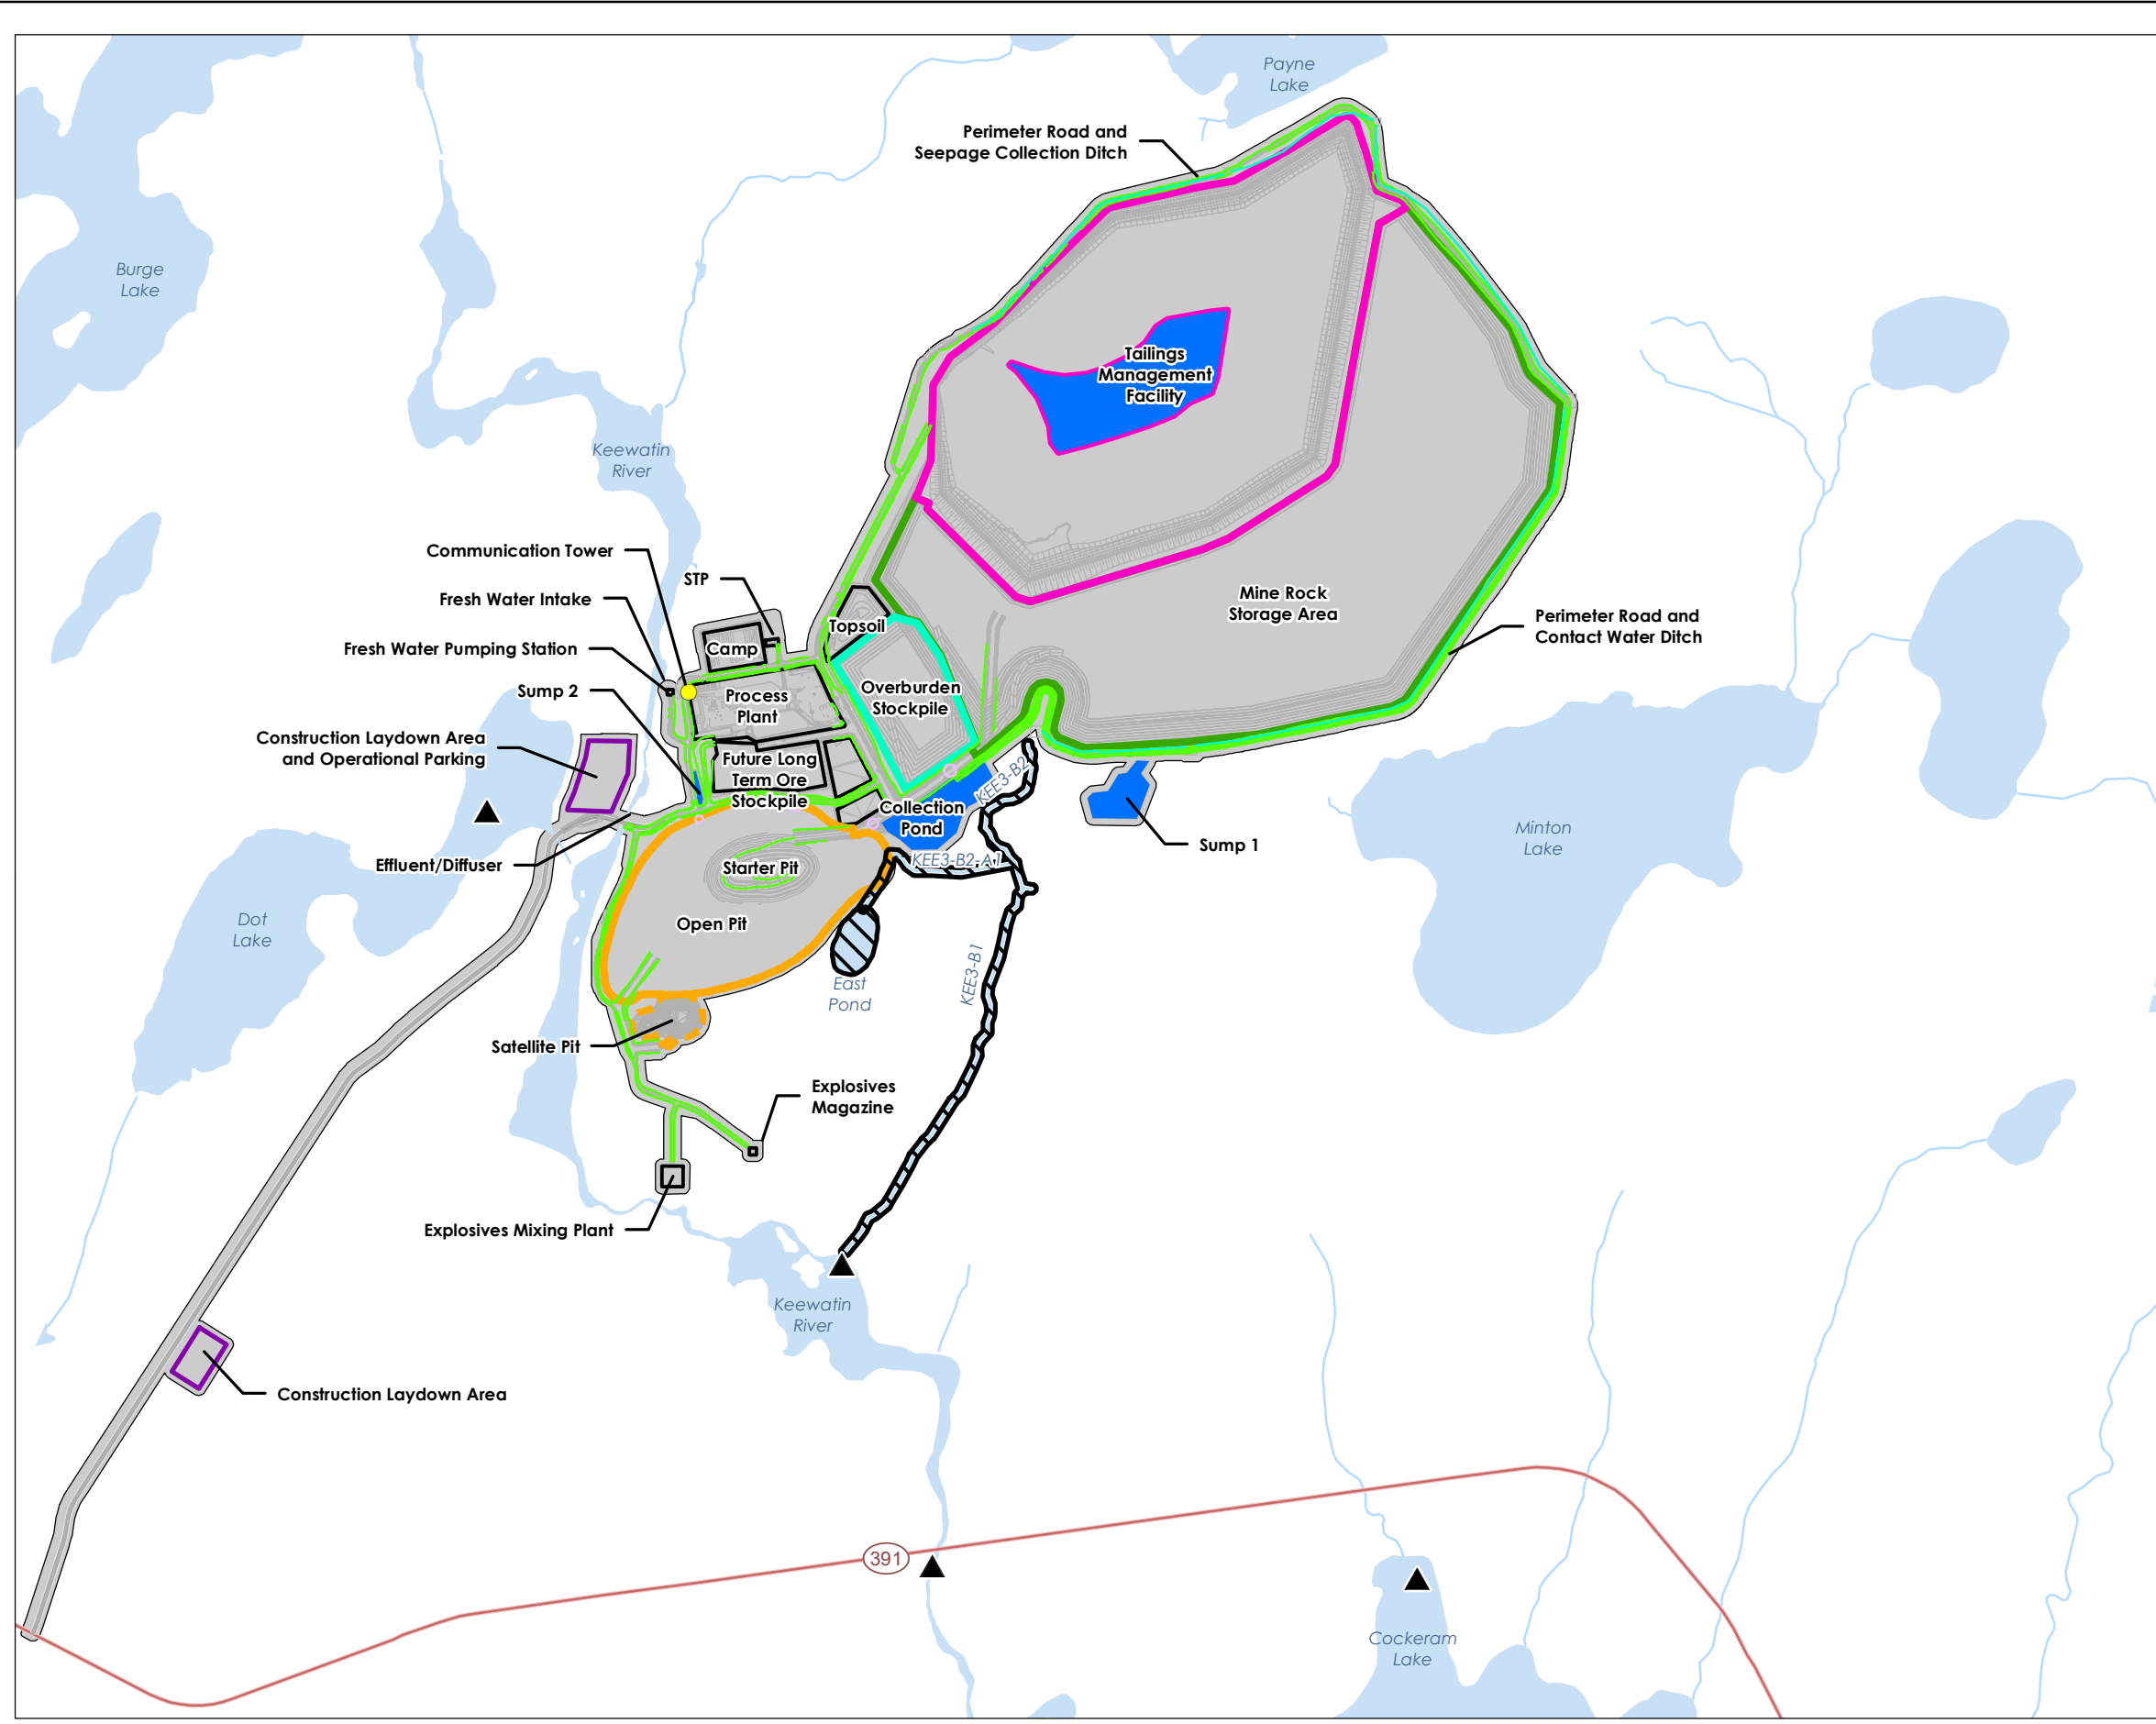 Payne
Lake
Perimeter Road and
Seepage Collection Ditch
Burge
Lake
Tailings
Management
Facility
Keewatin
River
Communication Tower
STP
Fresh Water Intake
Mine Rock
Storage Area
Perimeter Road and
Contact Water Ditch
Topsoil
Fresh Water Pumping Station
Camp
Sump 2
Process
Plant
Overburden
Stockpile
Construction Laydown Area
and Operational Parking
Future Long
Term Ore
Stockpile
KEE3-B2
Collection
Pond
Minton
Lake
Sump 1
Effluent/Diffuser
Starter Pit
KEE3-B2-A1
Dot
Lake
Open Pit
KEE3-B1
East
Pond
Satellite Pit
Explosives
Magazine
Explosives Mixing Plant
Keewatin
River
Construction Laydown Area
391
Cockeram
Lake